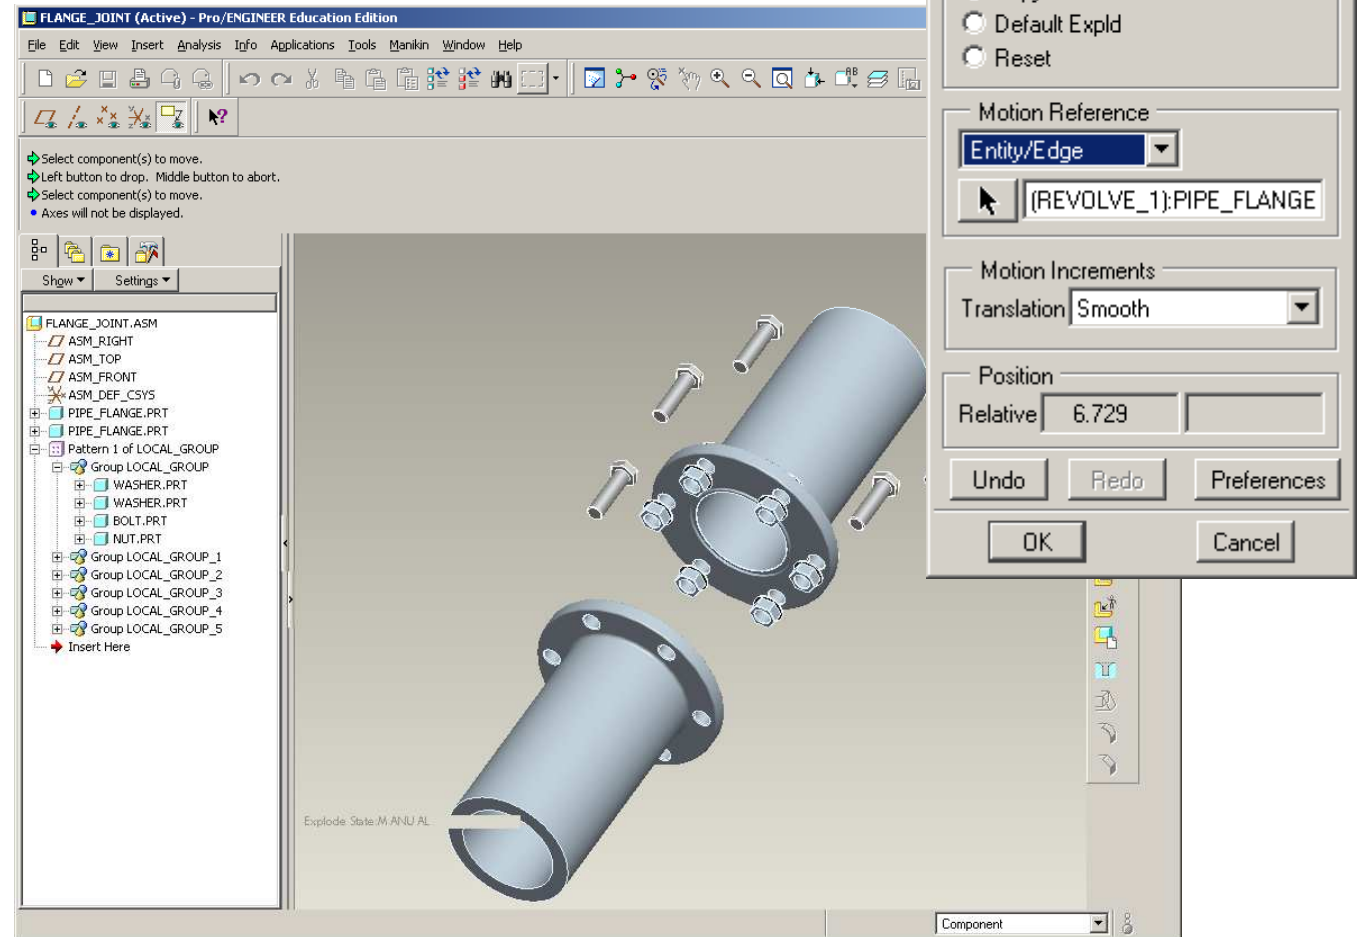 FLANGE_JOINT (Active) - Pro/ENGINEER Education Edition
File Edit View Insert Analysis Info Applications Tools Manikin Window Help
Select component(s) to move.
Left button to drop. Middle button to abort.
Select component(s) to move.
Axes will not be displayed.
Show Settings
FLANGE_JOINT.ASM
ASM_RIGHT
ASM_TOP
ASM_FRONT
ASM_DEF_CSYS
PIPE_FLANGE.PRT
PIPE_FLANGE.PRT
Pattern 1 of LOCAL_GROUP
Group LOCAL_GROUP
WASHER.PRT
WASHER.PRT
BOLT.PRT
NUT.PRT
Group LOCAL_GROUP_1
Group LOCAL_GROUP_2
Group LOCAL_GROUP_3
Group LOCAL_GROUP_4
Group LOCAL_GROUP_5
Insert Here
Explode State:MANUAL
Component
Default Expld
Reset
Motion Reference
Entity/Edge
(REVOLVE_1):PIPE_FLANGE
Motion Increments
Translation Smooth
Position
Relative 6.729
Undo Redo Preferences
OK Cancel